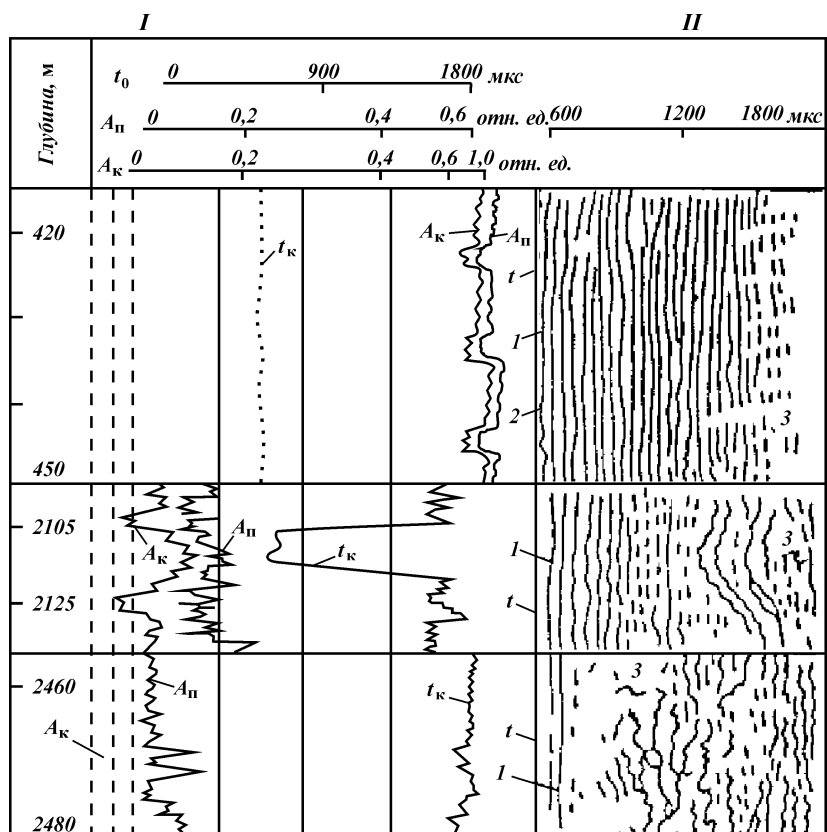 I II
Глубина, м
t₀ 0 900 1800 мкс
Aп 0 0,2 0,4 0,6 отн. ед. 600 1200 1800 мкс
Aк 0 0,2 0,4 0,6 1,0 отн. ед.
420 tк Aк Aп t
1
2 3
450
2105 Aк Aп tк 1 3
2125 t
2460 Aп tк 3
Aк t
1
2480